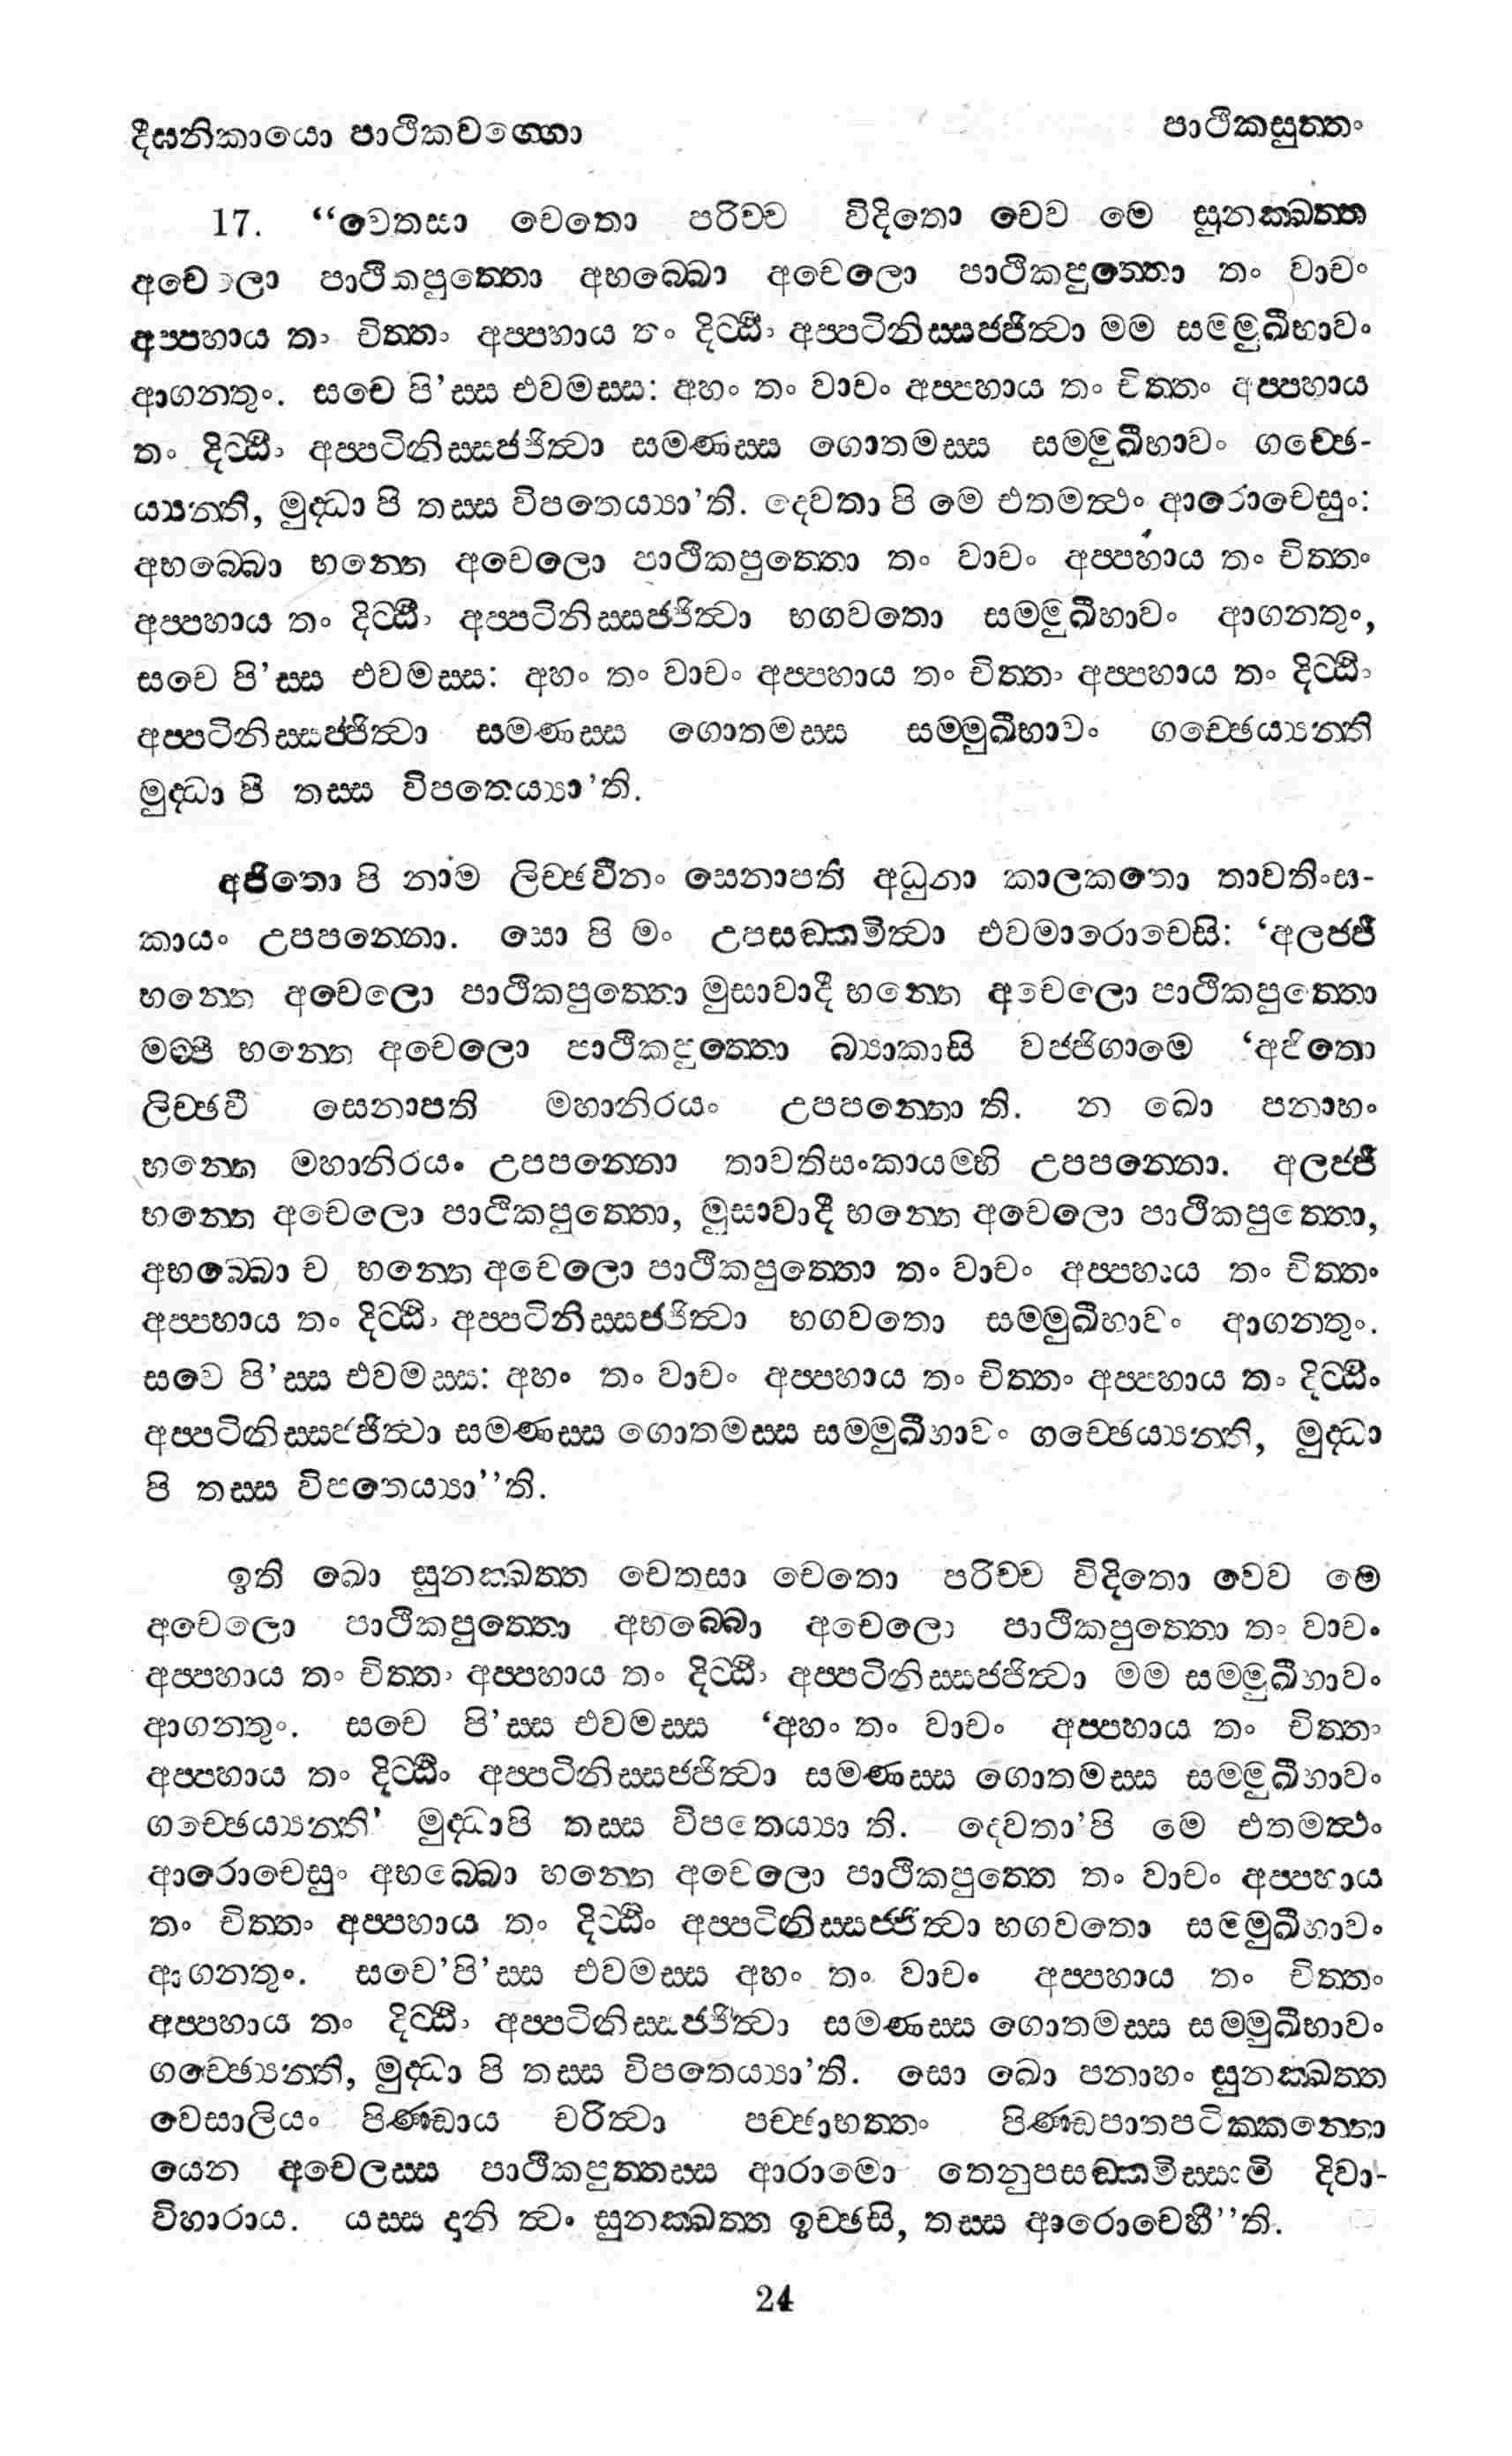 දීඝනිකායො පාථිකවග්ගො
පාථිකසුත්තං
17. “චෙතසා චෙතො පරිච්ච විදිතො චෙව මෙ සුනක්ඛත්ත
අචෙලො පාථිකපුත්තො අභබ්බො අචෙලො පාථිකපුත්තො තං වාචං
අප්පහාය තං චිත්තං අප්පහාය තං දිට්ඨිං අප්පටිනිස්සජ්ජිත්වා මම සම්මුඛීභාවං
ආගන්තුං. සචෙ පි’ස්ස එවමස්ස: අහං තං වාචං අප්පහාය තං චිත්තං අප්පහාය
තං දිට්ඨිං අප්පටිනිස්සජ්ජිත්වා සමණස්ස ගොතමස්ස සම්මුඛීභාවං ගච්ඡෙ-
ය්‍යන්ති, මුද්ධා පි තස්ස විපතෙය්‍යා’ති. දෙවතා පි මෙ එතමත්ථං ආරොචෙසුං:
අභබ්බො භන්තෙ අචෙලො පාථිකපුත්තො තං වාචං අප්පහාය තං චිත්තං
අප්පහාය තං දිට්ඨිං අප්පටිනිස්සජ්ජිත්වා භගවතො සම්මුඛීභාවං ආගන්තුං,
සචෙ පි’ස්ස එවමස්ස: අහං තං වාචං අප්පහාය තං චිත්තං අප්පහාය තං දිට්ඨිං
අප්පටිනිස්සජ්ජිත්වා සමණස්ස ගොතමස්ස සම්මුඛීභාවං ගච්ඡෙය්‍යන්ති
මුද්ධා පි තස්ස විපතෙය්‍යා’ති.
අජිතො පි නාම ලිච්ඡවීනං සෙනාපති අධුනා කාලකතො තාවතිංස-
කායං උපපන්නො. සො පි මං උපසඞ්කමිත්වා එවමාරොචෙසි: ‘අලජ්ජී
භන්තෙ අචෙලො පාථිකපුත්තො මුසාවාදී භන්තෙ අචෙලො පාථිකපුත්තො
මම්පි භන්තෙ අචෙලො පාථිකපුත්තො බ්‍යාකාසි වජ්ජිගාමෙ ‘අජිතො
ලිච්ඡවී සෙනාපති මහානිරයං උපපන්නො ති. න ඛො පනාහං
භන්තෙ මහානිරයං උපපන්නො තාවතිසංකායම්හි උපපන්නො. අලජ්ජී
භන්තෙ අචෙලො පාථිකපුත්තො, මුසාවාදී භන්තෙ අචෙලො පාථිකපුත්තො,
අභබ්බො ච භන්තෙ අචෙලො පාථිකපුත්තො තං වාචං අප්පහාය තං චිත්තං
අප්පහාය තං දිට්ඨිං අප්පටිනිස්සජ්ජිත්වා භගවතො සම්මුඛීභාවං ආගන්තුං.
සචෙ පි’ස්ස එවමස්ස: අහං තං වාචං අප්පහාය තං චිත්තං අප්පහාය තං දිට්ඨිං
අප්පටිනිස්සජ්ජිත්වා සමණස්ස ගොතමස්ස සම්මුඛීභාවං ගච්ඡෙය්‍යන්ති, මුද්ධා
පි තස්ස විපතෙය්‍යා’’ති.
ඉති ඛො සුනක්ඛත්ත චෙතසා චෙතො පරිච්ච විදිතො චෙව මෙ
අචෙලො පාථිකපුත්තො අභබ්බො අචෙලො පාථිකපුත්තො තං වාචං
අප්පහාය තං චිත්තං අප්පහාය තං දිට්ඨිං අප්පටිනිස්සජ්ජිත්වා මම සම්මුඛීභාවං
ආගන්තුං. සචෙ පි’ස්ස එවමස්ස ‘අහං තං වාචං අප්පහාය තං චිත්තං
අප්පහාය තං දිට්ඨිං අප්පටිනිස්සජ්ජිත්වා සමණස්ස ගොතමස්ස සම්මුඛීභාවං
ගච්ඡෙය්‍යන්ති’ මුද්ධාපි තස්ස විපතෙය්‍යා ති. දෙවතා’පි මෙ එතමත්ථං
ආරොචෙසුං අභබ්බො භන්තෙ අචෙලො පාථිකපුත්තෙ තං වාචං අප්පහාය
තං චිත්තං අප්පහාය තං දිට්ඨිං අප්පටිනිස්සජ්ජිත්වා භගවතො සම්මුඛීභාවං
ආගන්තුං. සචෙ’පි’ස්ස එවමස්ස අහං තං වාචං අප්පහාය තං චිත්තං
අප්පහාය තං දිට්ඨිං අප්පටිනිස්සජ්ජිත්වා සමණස්ස ගොතමස්ස සම්මුඛීභාවං
ගච්ඡෙ‍්‍යන්ති, මුද්ධා පි තස්ස විපතෙය්‍යා’ති. සො ඛො පනාහං සුනක්ඛත්ත
වෙසාලියං පිණ්ඩාය චරිත්වා පච්ඡාභත්තං පිණ්ඩපාතපටික්කන්තො
යෙන අචෙලස්ස පාථිකපුත්තස්ස ආරාමො තෙනුපසඞ්කමිස්සාමි දිවා-
විහාරාය. යස්ස දානි ත්වං සුනක්ඛත්ත ඉච්ඡසි, තස්ස ආරොචෙහී’’ති.
24